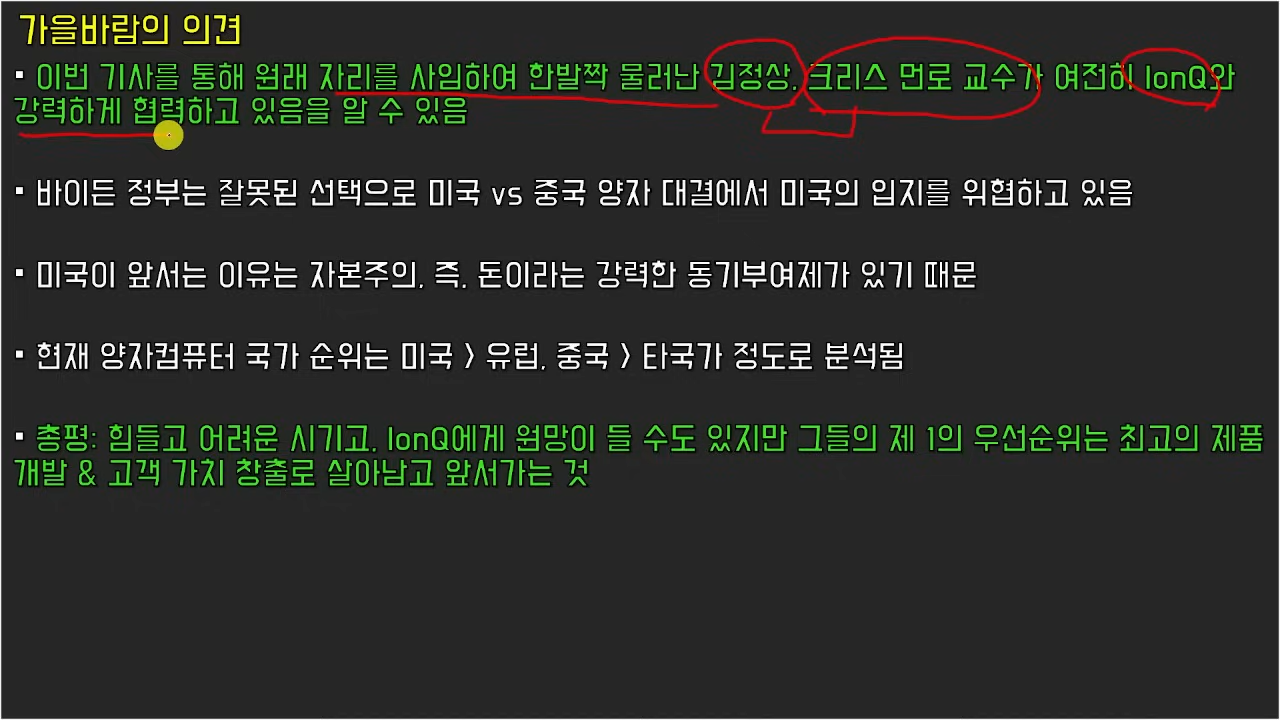 가을바람의 의견
▪ 이번 기사를 통해 원래 자리를 사임하여 한발짝 물러난 김정상, 크리스 먼로 교수가 여전히 IonQ와
강력하게 협력하고 있음을 알 수 있음
▪ 바이든 정부는 잘못된 선택으로 미국 vs 중국 양자 대결에서 미국의 입지를 위협하고 있음
▪ 미국이 앞서는 이유는 자본주의, 즉, 돈이라는 강력한 동기부여제가 있기 때문
▪ 현재 양자컴퓨터 국가 순위는 미국 > 유럽, 중국 > 타국가 정도로 분석됨
▪ 총평: 힘들고 어려운 시기고, IonQ에게 원망이 들 수도 있지만 그들의 제 1의 우선순위는 최고의 제품
개발 & 고객 가치 창출로 살아남고 앞서가는 것